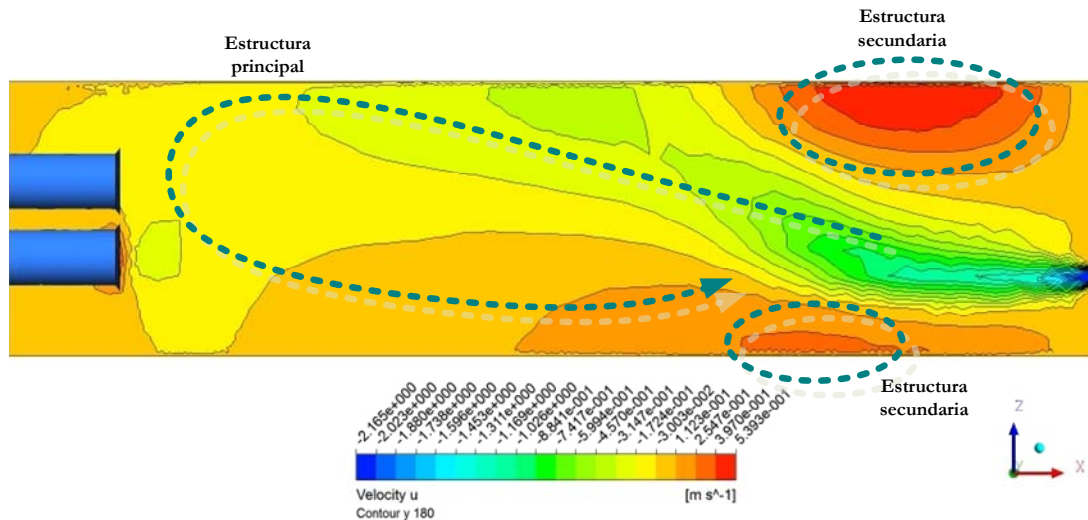 Estructura
principal
Estructura
secundaria
Estructura
secundaria
-2.165e+000
-2.023e+000
-1.880e+000
-1.738e+000
-1.596e+000
-1.453e+000
-1.311e+000
-1.169e+000
-1.026e+000
-8.841e-001
-7.417e-001
-5.994e-001
-4.570e-001
-3.147e-001
-1.724e-001
-3.003e-002
1.123e-001
2.547e-001
3.970e-001
5.393e-001
Velocity u
[m s^-1]
Contour y 180
Z
Y
X